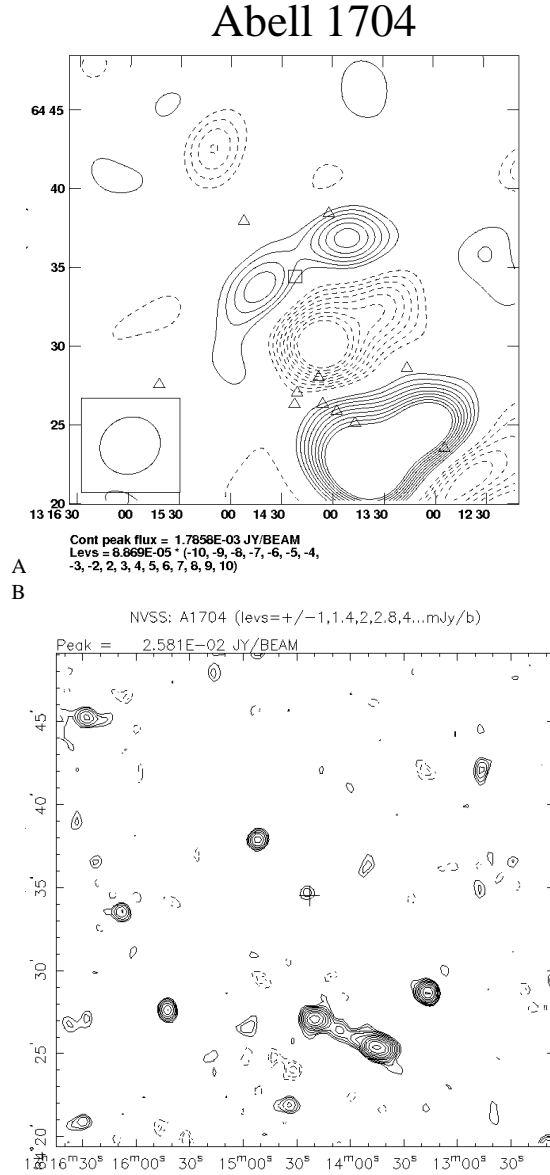 Abell 1704
64 45
40
35
30
25
20
13 16 30 00 15 30 00 14 30 00 13 30 00 12 30
Cont peak flux = 1.7858E-03 JY/BEAM
Levs = 8.869E-05 * (-10, -9, -8, -7, -6, -5, -4,
-3, -2, 2, 3, 4, 5, 6, 7, 8, 9, 10)
A
B
NVSS: A1704 (levs=+/-1,1.4,2,2.8,4...mJy/b)
Peak = 2.581E-02 JY/BEAM
45'
40'
35'
30'
25'
20'
16ᵐ30ˢ 16ᵐ00ˢ 30ˢ 15ᵐ00ˢ 30ˢ 14ᵐ00ˢ 30ˢ 13ᵐ00ˢ 30ˢ